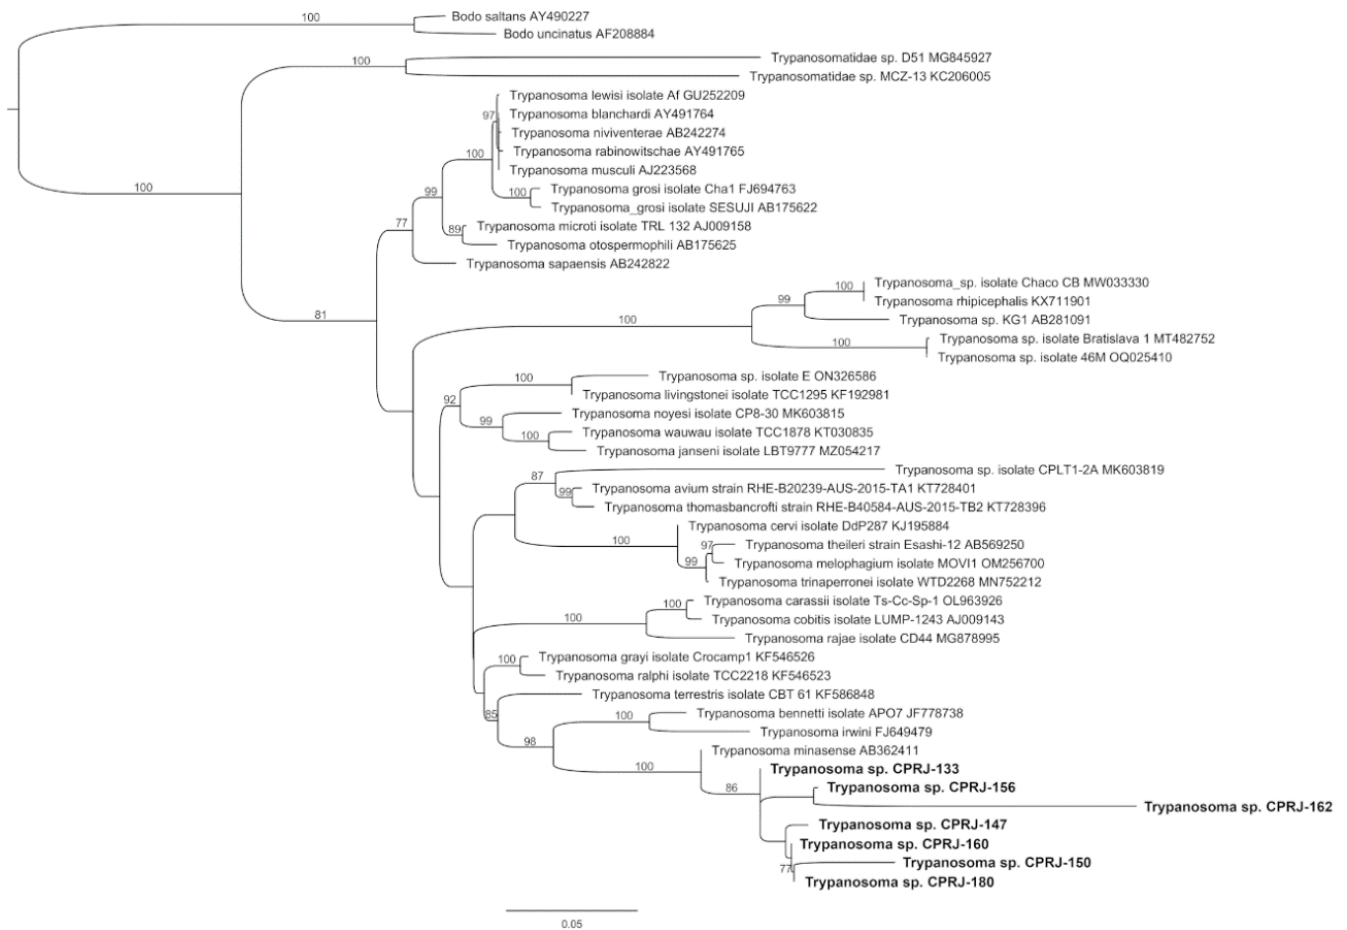 100
Bodo saltans AY490227
Bodo uncinatus AF208884
100
Trypanosomatidae sp. D51 MG845927
Trypanosomatidae sp. MCZ-13 KC206005
Trypanosoma lewisi isolate Af GU252209
97
Trypanosoma blanchardi AY491764
Trypanosoma niviventerae AB242274
100
Trypanosoma rabinowitschae AY491765
Trypanosoma musculi AJ223568
100
99
100
Trypanosoma grosi isolate Cha1 FJ694763
Trypanosoma_grosi isolate SESUJI AB175622
77
89
Trypanosoma microti isolate TRL 132 AJ009158
Trypanosoma otospermophili AB175625
Trypanosoma sapaensis AB242822
100
Trypanosoma_sp. isolate Chaco CB MW033330
99
Trypanosoma rhipicephalis KX711901
81
100
Trypanosoma sp. KG1 AB281091
100
Trypanosoma sp. isolate Bratislava 1 MT482752
Trypanosoma sp. isolate 46M OQ025410
100
Trypanosoma sp. isolate E ON326586
92
Trypanosoma livingstonei isolate TCC1295 KF192981
99
Trypanosoma noyesi isolate CP8-30 MK603815
100
Trypanosoma wauwau isolate TCC1878 KT030835
Trypanosoma janseni isolate LBT9777 MZ054217
87
Trypanosoma sp. isolate CPLT1-2A MK603819
99
Trypanosoma avium strain RHE-B20239-AUS-2015-TA1 KT728401
Trypanosoma thomasbancrofti strain RHE-B40584-AUS-2015-TB2 KT728396
Trypanosoma cervi isolate DdP287 KJ195884
100
97
Trypanosoma theileri strain Esashi-12 AB569250
99
Trypanosoma melophagium isolate MOVI1 OM256700
Trypanosoma trinaperronei isolate WTD2268 MN752212
100
Trypanosoma carassii isolate Ts-Cc-Sp-1 OL963926
100
Trypanosoma cobitis isolate LUMP-1243 AJ009143
Trypanosoma rajae isolate CD44 MG878995
100
Trypanosoma grayi isolate Crocamp1 KF546526
Trypanosoma ralphi isolate TCC2218 KF546523
Trypanosoma terrestris isolate CBT 61 KF586848
85
100
Trypanosoma bennetti isolate APO7 JF778738
Trypanosoma irwini FJ649479
98
Trypanosoma minasense AB362411
100
Trypanosoma sp. CPRJ-133
86
Trypanosoma sp. CPRJ-156
Trypanosoma sp. CPRJ-162
Trypanosoma sp. CPRJ-147
Trypanosoma sp. CPRJ-160
77
Trypanosoma sp. CPRJ-150
Trypanosoma sp. CPRJ-180
0.05